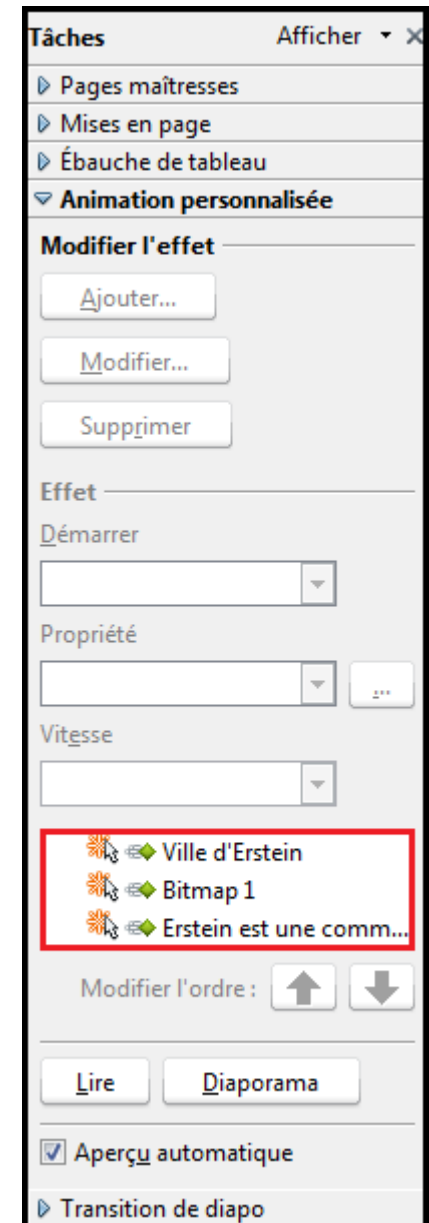 Tâches Afficher
Pages maîtresses
Mises en page
Ébauche de tableau
Animation personnalisée
Modifier l'effet
Ajouter...
Modifier...
Supprimer
Effet
Démarrer
Propriété
...
Vitesse
Ville d'Erstein
Bitmap 1
Erstein est une comm...
Modifier l'ordre :
Lire Diaporama
Aperçu automatique
Transition de diapo